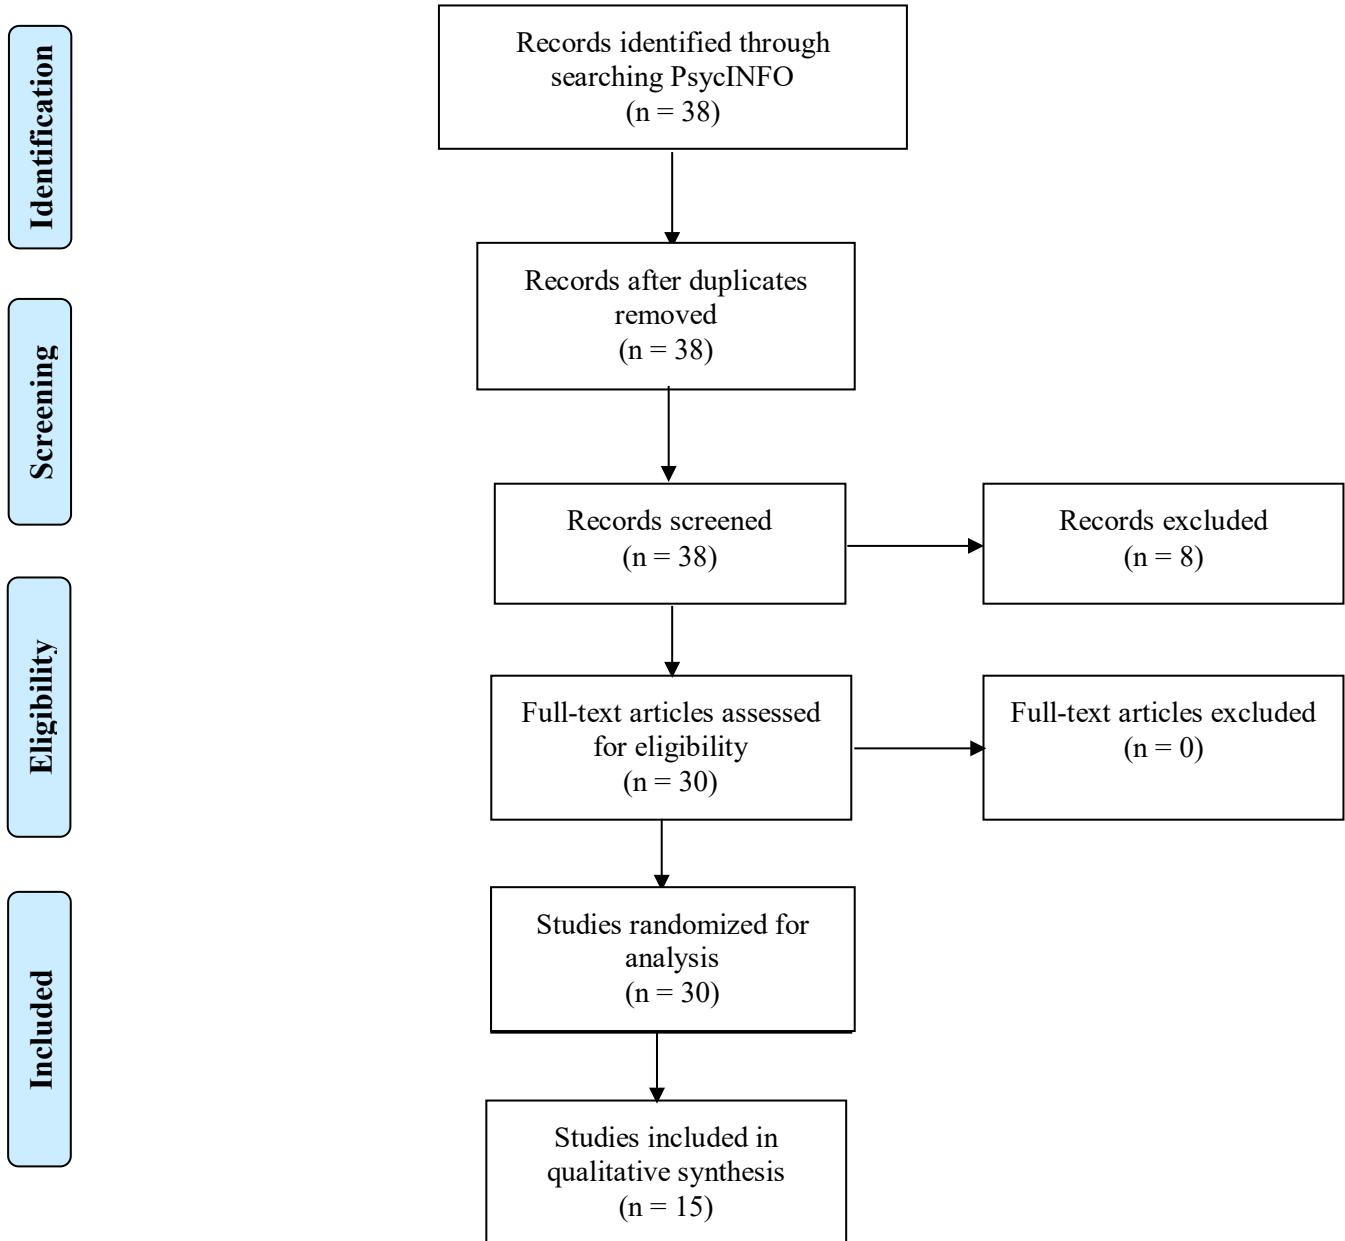 Identification
Records identified through
searching PsycINFO
(n = 38)
Records after duplicates
removed
(n = 38)
Screening
Records screened
(n = 38)
Records excluded
(n = 8)
Eligibility
Full-text articles assessed
for eligibility
(n = 30)
Full-text articles excluded
(n = 0)
Included
Studies randomized for
analysis
(n = 30)
Studies included in
qualitative synthesis
(n = 15)